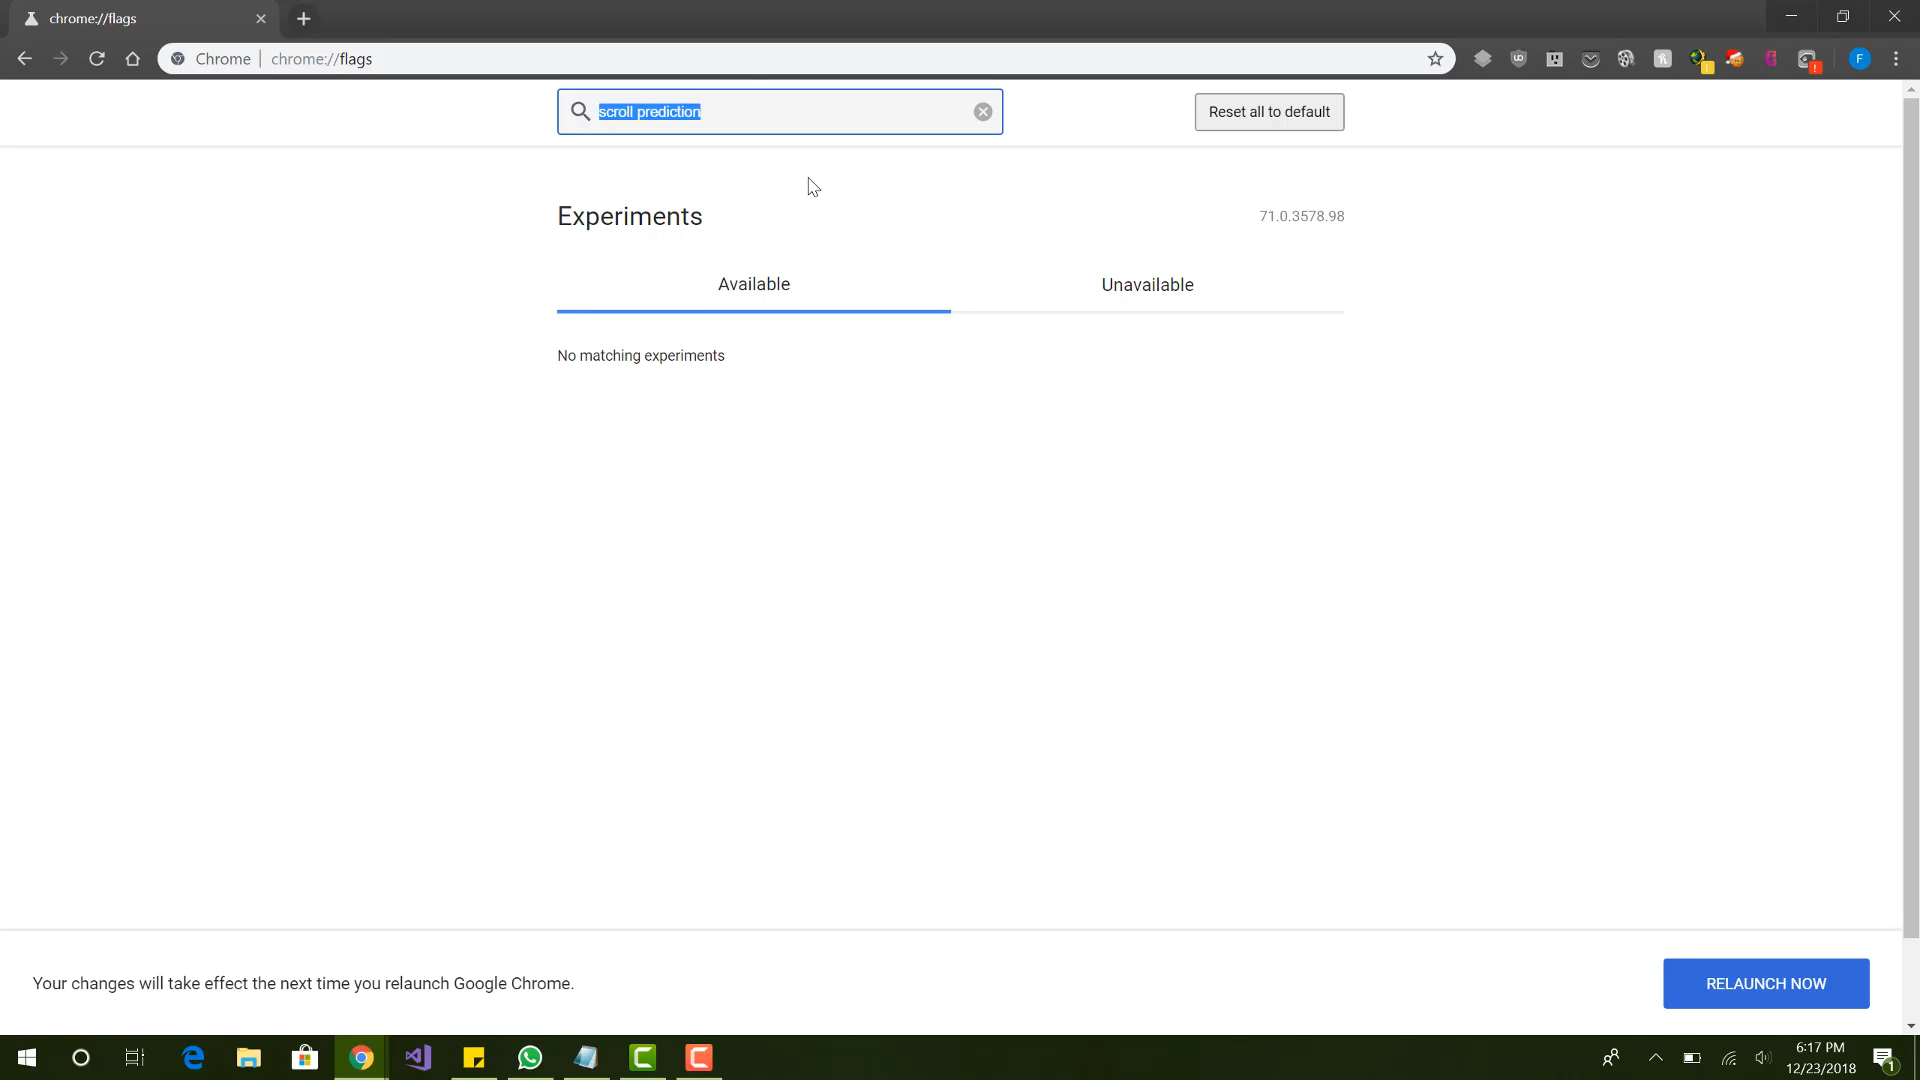 chrome://flags
Chrome | chrome://flags
F
scroll prediction
Reset all to default
Experiments
71.0.3578.98
Available
Unavailable
No matching experiments
Your changes will take effect the next time you relaunch Google Chrome.
RELAUNCH NOW
6:17 PM
12/23/2018
1